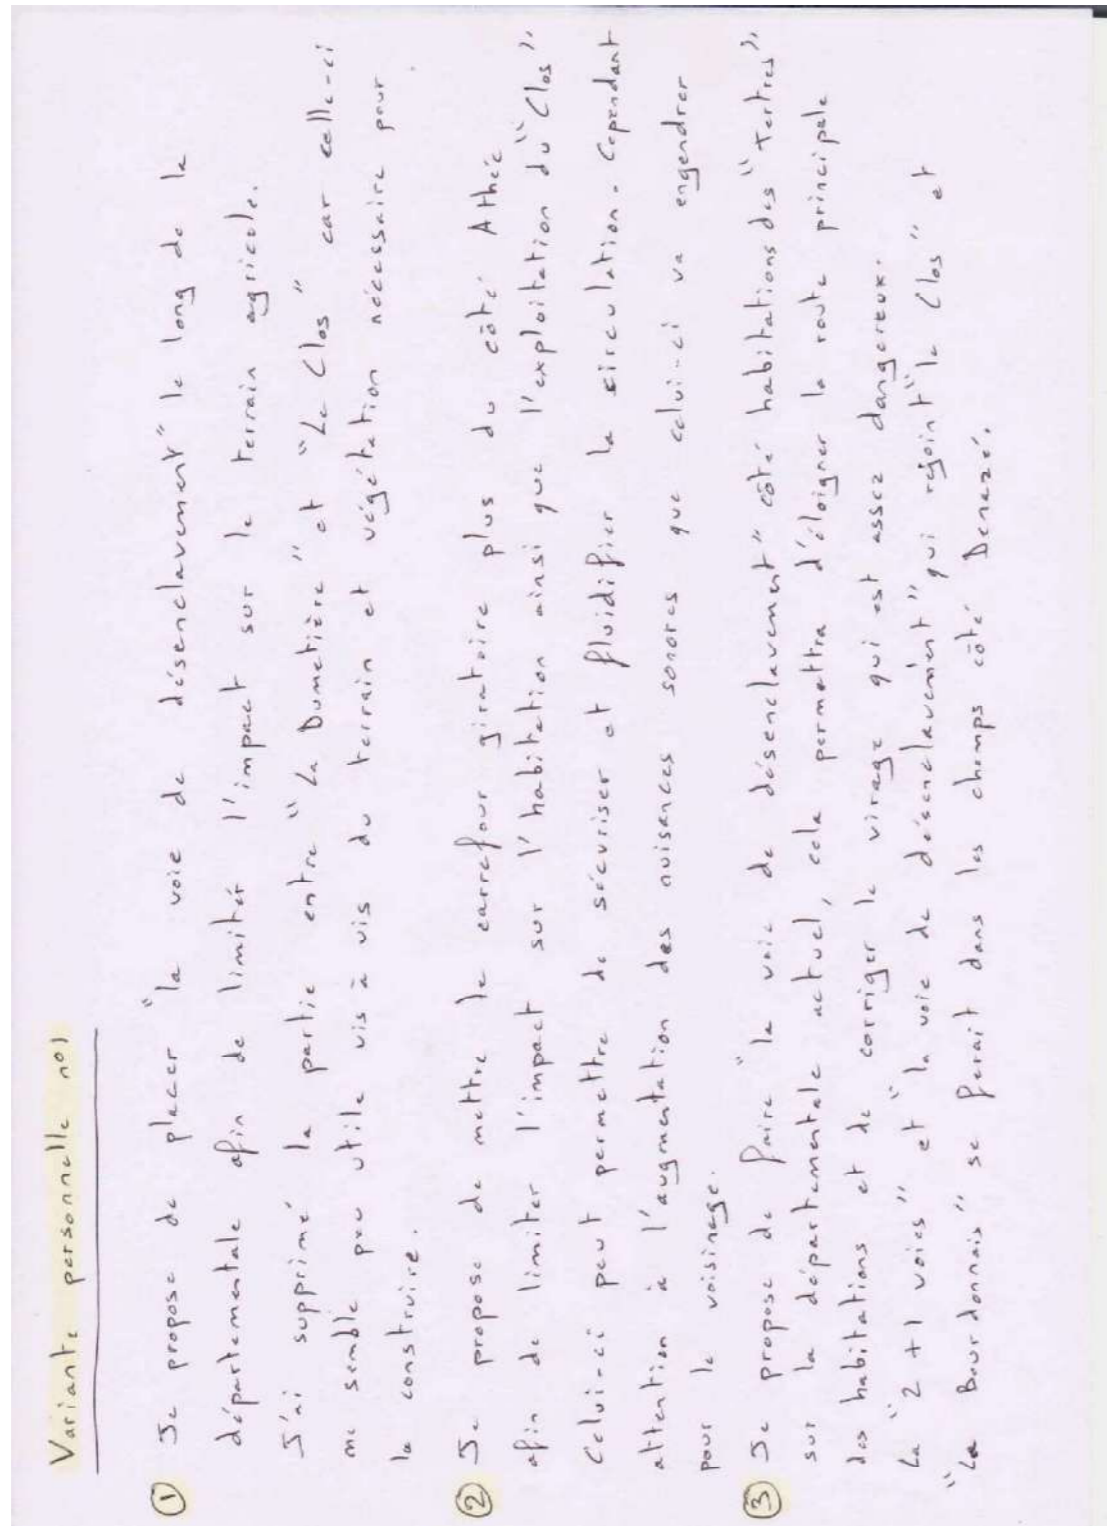 Variante personnelle no1
① Je propose de placer "la voie de désenclavement" le long de la
départementale afin de limiter l'impact sur le terrain agricole.
J'ai supprimé la partie entre "La Dumetière" et "Le Clos" car celle-ci
me semble peu utile vis à vis du terrain et végétation nécessaire pour
la construire.
② Je propose de mettre le carrefour giratoire plus du côté Athée
afin de limiter l'impact sur l'habitation ainsi que l'exploitation du "Clos".
Celui-ci peut permettre de sécuriser et fluidifier la circulation. Cependant
attention à l'augmentation des nuisances sonores que celui-ci va engendrer
pour le voisinage.
③ Je propose de faire "la voie de désenclavement" côté habitations des "Tertres",
sur la départementale actuel, cela permettra d'éloigner la route principale
des habitations et de corriger le virage qui est assez dangereux.
La "2+1 voies" et "la voie de désenclavement" qui rejoint "le Clos" et
"La Bourdonnais" se ferait dans les champs côté Denazé.